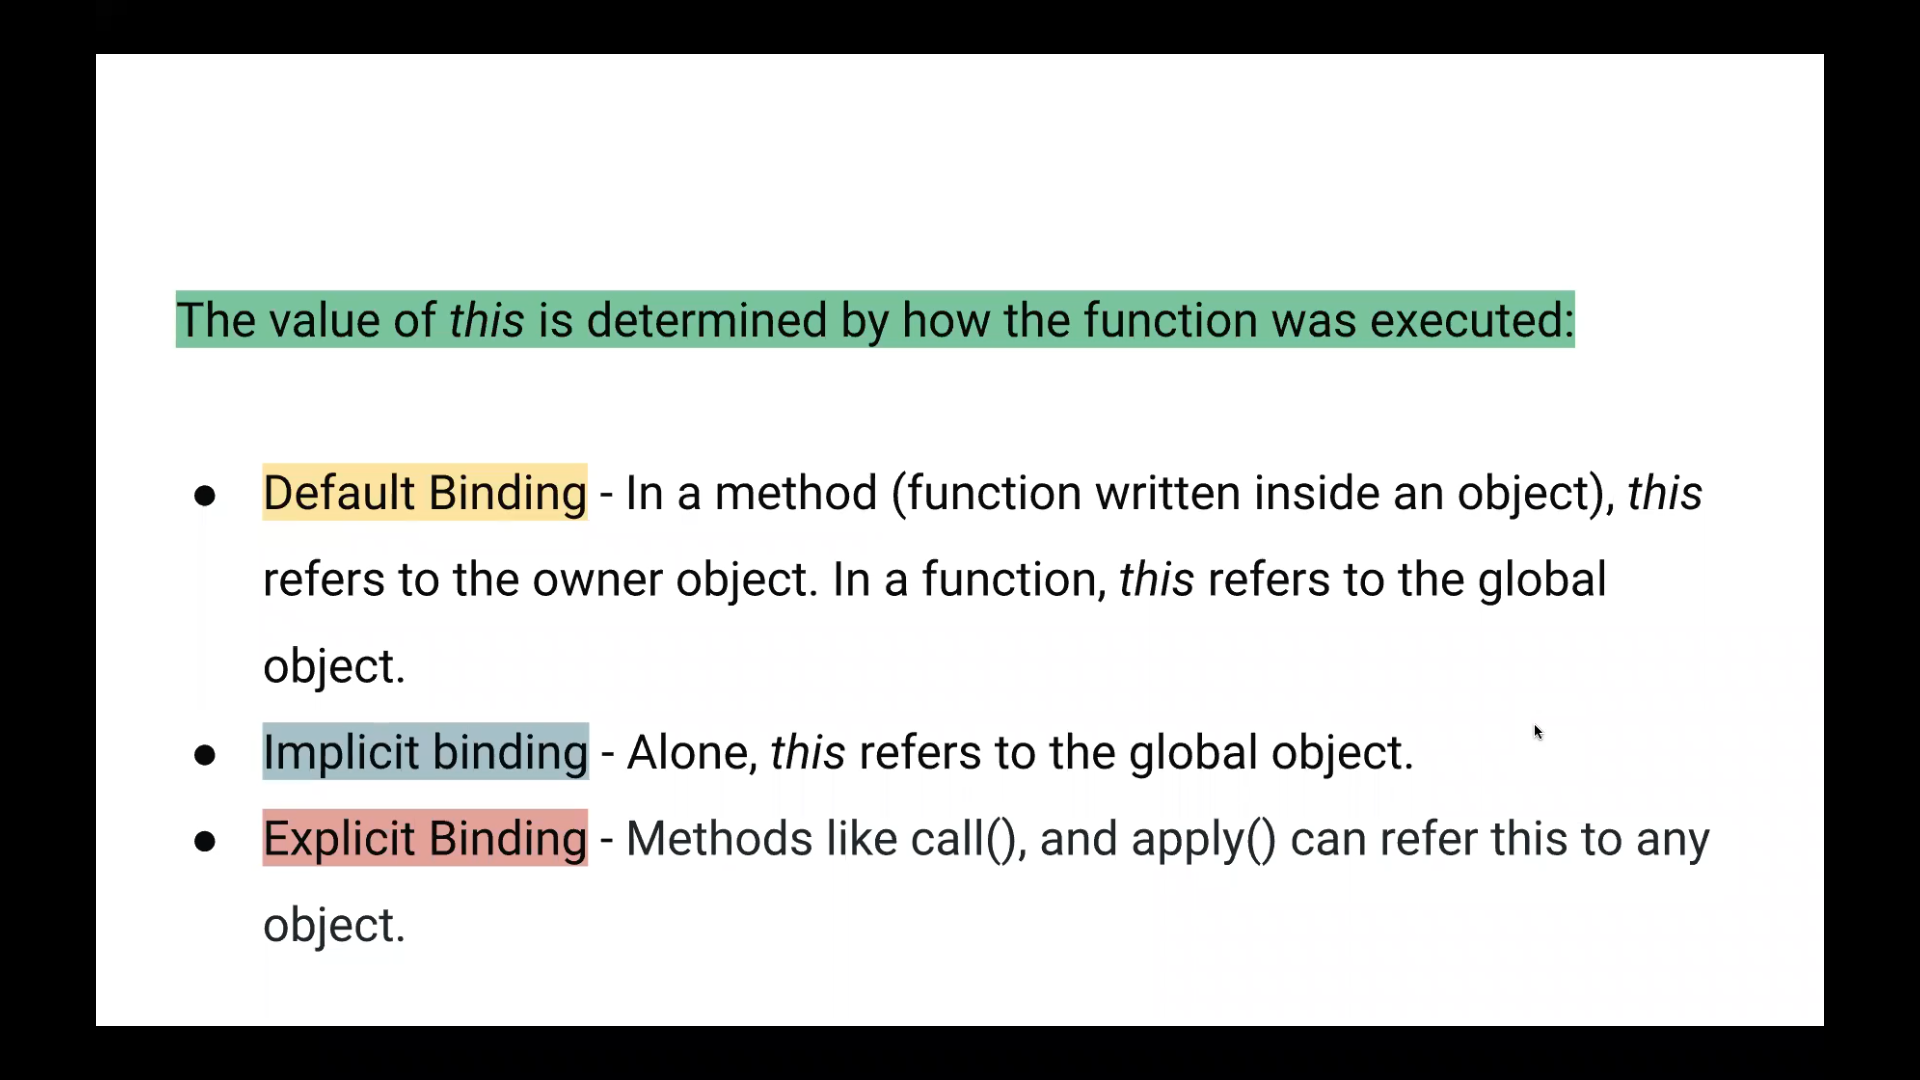 The value of this is determined by how the function was executed:
● Default Binding - In a method (function written inside an object), this
refers to the owner object. In a function, this refers to the global
object.
● Implicit binding - Alone, this refers to the global object.
● Explicit Binding - Methods like call(), and apply() can refer this to any
object.